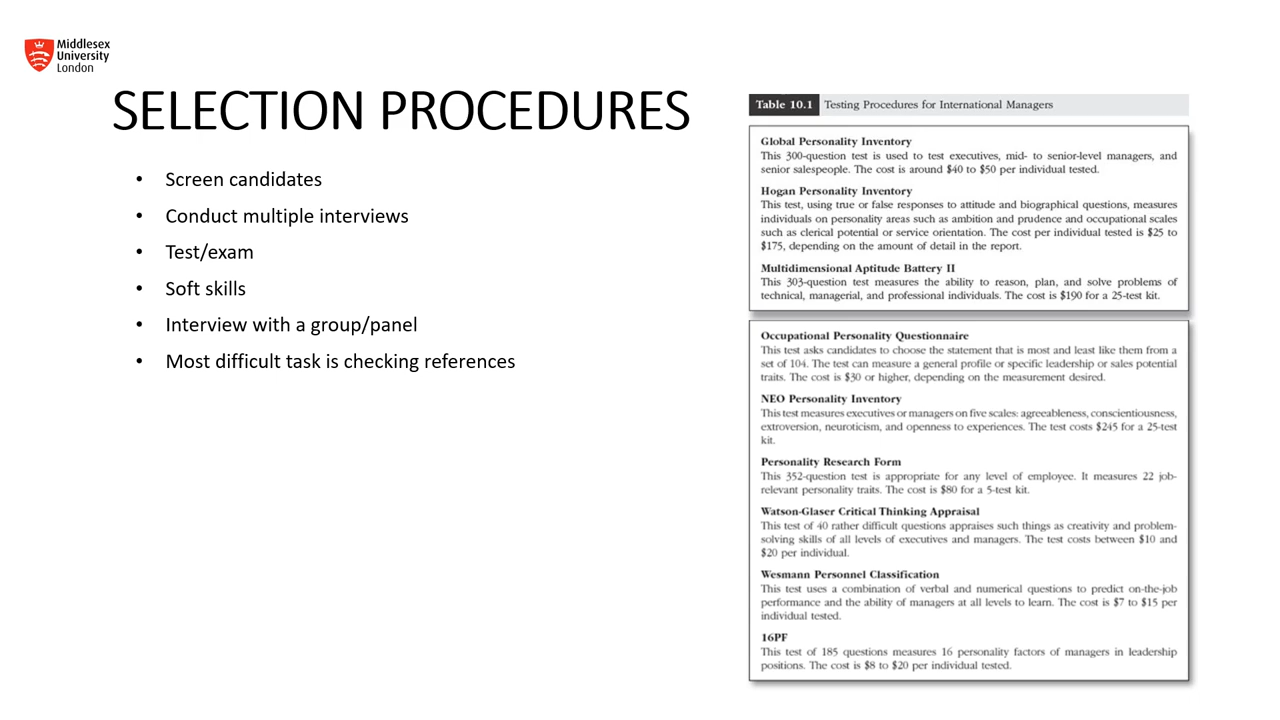 Middlesex
University
London
SELECTION PROCEDURES
• Screen candidates
• Conduct multiple interviews
• Test/exam
• Soft skills
• Interview with a group/panel
• Most difficult task is checking references
Table 10.1 Testing Procedures for International Managers
Global Personality Inventory
This 300-question test is used to test executives, mid- to senior-level managers, and
senior salespeople. The cost is around $40 to $50 per individual tested.
Hogan Personality Inventory
This test, using true or false responses to attitude and biographical questions, measures
individuals on personality areas such as ambition and prudence and occupational scales
such as clerical potential or service orientation. The cost per individual tested is $25 to
$175, depending on the amount of detail in the report.
Multidimensional Aptitude Battery II
This 303-question test measures the ability to reason, plan, and solve problems of
technical, managerial, and professional individuals. The cost is $190 for a 25-test kit.
Occupational Personality Questionnaire
This test asks candidates to choose the statement that is most and least like them from a
set of 104. The test can measure a general profile or specific leadership or sales potential
traits. The cost is $30 or higher, depending on the measurement desired.
NEO Personality Inventory
This test measures executives or managers on five scales: agreeableness, conscientiousness,
extroversion, neuroticism, and openness to experiences. The test costs $245 for a 25-test
kit.
Personality Research Form
This 352-question test is appropriate for any level of employee. It measures 22 job-
relevant personality traits. The cost is $80 for a 5-test kit.
Watson-Glaser Critical Thinking Appraisal
This test of 40 rather difficult questions appraises such things as creativity and problem-
solving skills of all levels of executives and managers. The test costs between $10 and
$20 per individual.
Wesmann Personnel Classification
This test uses a combination of verbal and numerical questions to predict on-the-job
performance and the ability of managers at all levels to learn. The cost is $7 to $15 per
individual tested.
16PF
This test of 185 questions measures 16 personality factors of managers in leadership
positions. The cost is $8 to $20 per individual tested.